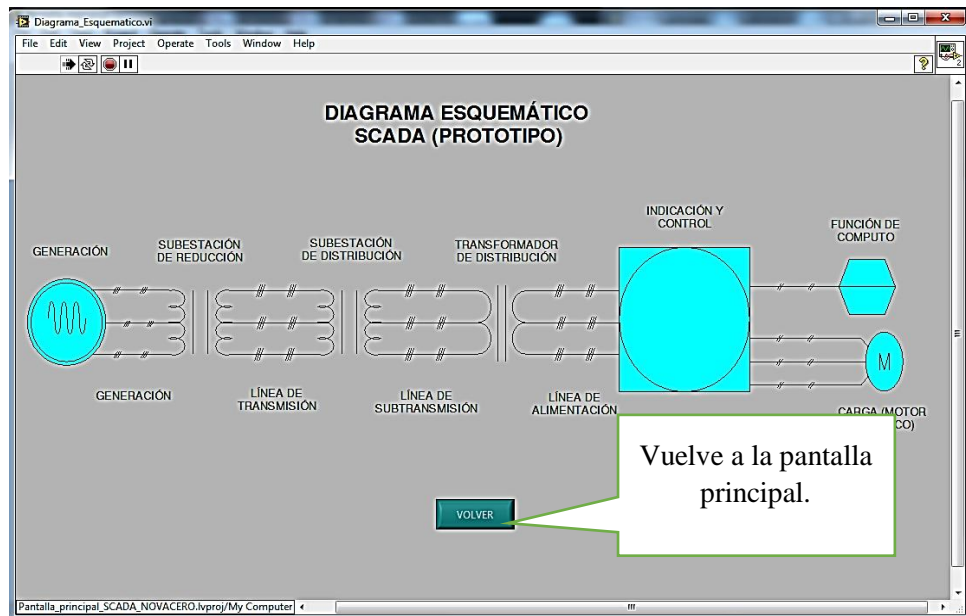 Diagrama_Esquematico.vi
File Edit View Project Operate Tools Window Help
2
DIAGRAMA ESQUEMÁTICO
SCADA (PROTOTIPO)
GENERACIÓN
SUBESTACIÓN
DE REDUCCIÓN
SUBESTACIÓN
DE DISTRIBUCIÓN
TRANSFORMADOR
DE DISTRIBUCIÓN
INDICACIÓN Y
CONTROL
FUNCIÓN DE
COMPUTO
M
GENERACIÓN
LÍNEA DE
TRANSMISIÓN
LÍNEA DE
SUBTRANSMISIÓN
LÍNEA DE
ALIMENTACIÓN
CARGA (MOTOR
CO)
Vuelve a la pantalla
principal.
VOLVER
Pantalla_principal_SCADA_NOVACERO.lvproj/My Computer